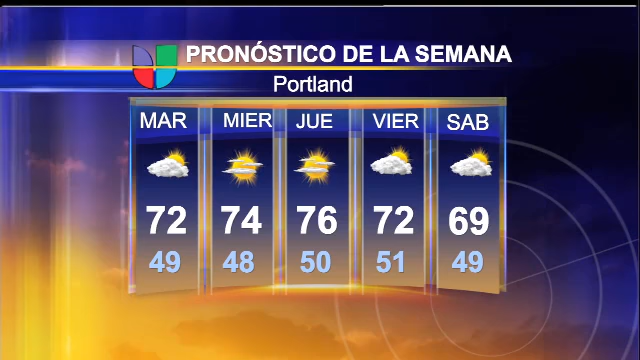 PRONÓSTICO DE LA SEMANA
Portland
MAR MIER JUE VIER SAB
72 74 76 72 69
49 48 50 51 49